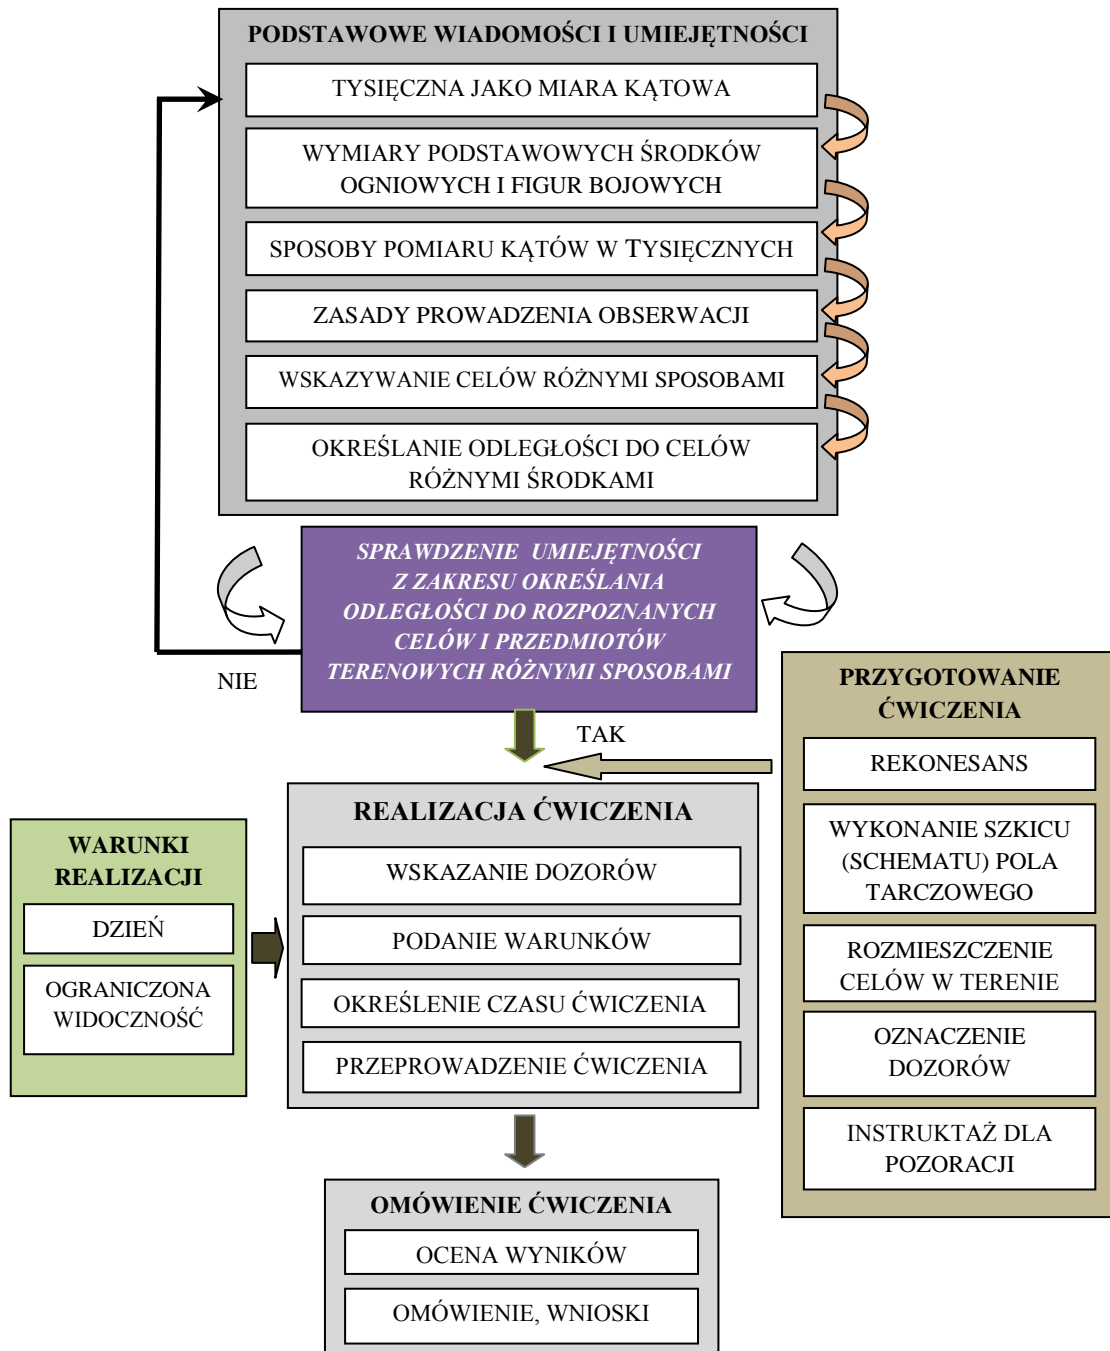 PODSTAWOWE WIADOMOŚCI I UMIEJĘTNOŚCI
TYSIĘCZNA JAKO MIARA KĄTOWA
WYMIARY PODSTAWOWYCH ŚRODKÓW
OGNIOWYCH I FIGUR BOJOWYCH
SPOSOBY POMIARU KĄTÓW W TYSIĘCZNYCH
ZASADY PROWADZENIA OBSERWACJI
WSKAZYWANIE CELÓW RÓŻNYMI SPOSOBAMI
OKREŚLANIE ODLEGŁOŚCI DO CELÓW
RÓŻNYMI ŚRODKAMI
SPRAWDZENIE UMIEJĘTNOŚCI
Z ZAKRESU OKREŚLANIA
ODLEGŁOŚCI DO ROZPOZNANYCH
CELÓW I PRZEDMIOTÓW
TERENOWYCH RÓŻNYMI SPOSOBAMI
NIE
TAK
PRZYGOTOWANIE
ĆWICZENIA
REKONESANS
WYKONANIE SZKICU
(SCHEMATU) POLA
TARCZOWEGO
ROZMIESZCZENIE
CELÓW W TERENIE
OZNACZENIE
DOZORÓW
INSTRUKTAŻ DLA
POZORACJI
WARUNKI
REALIZACJI
DZIEŃ
OGRANICZONA
WIDOCZNOŚĆ
REALIZACJA ĆWICZENIA
WSKAZANIE DOZORÓW
PODANIE WARUNKÓW
OKREŚLENIE CZASU ĆWICZENIA
PRZEPROWADZENIE ĆWICZENIA
OMÓWIENIE ĆWICZENIA
OCENA WYNIKÓW
OMÓWIENIE, WNIOSKI